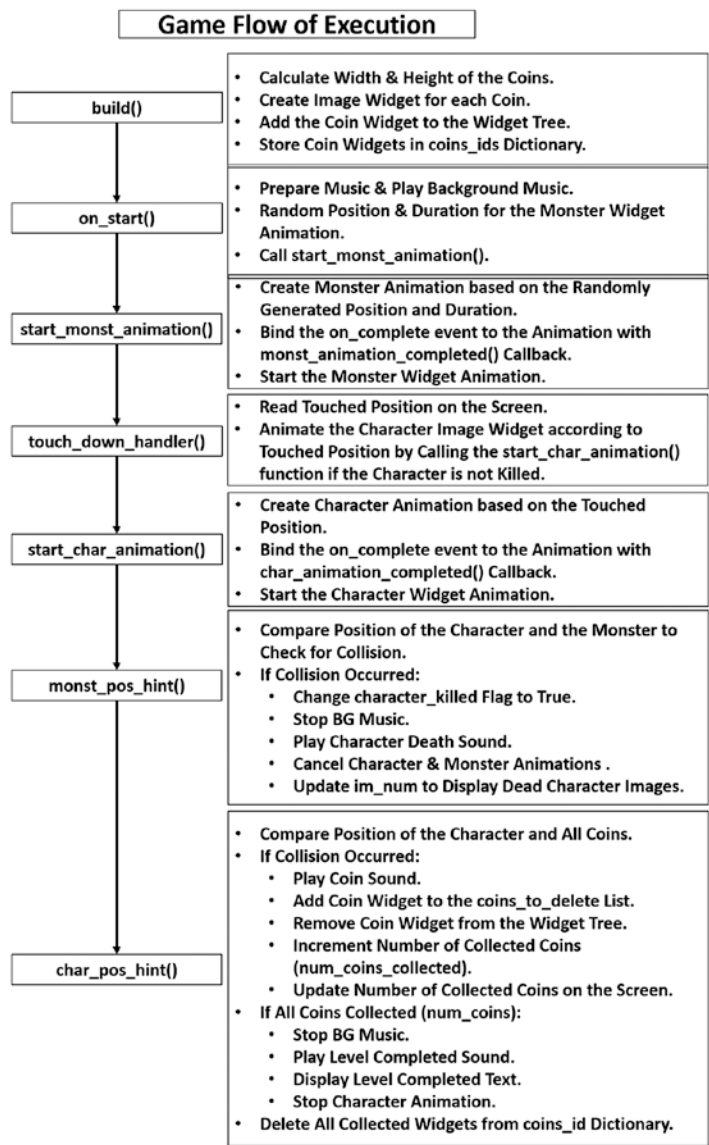 Game Flow of Execution
build()
• Calculate Width & Height of the Coins.
• Create Image Widget for each Coin.
• Add the Coin Widget to the Widget Tree.
• Store Coin Widgets in coins_ids Dictionary.
on_start()
• Prepare Music & Play Background Music.
• Random Position & Duration for the Monster Widget
Animation.
• Call start_monst_animation().
start_monst_animation()
• Create Monster Animation based on the Randomly
Generated Position and Duration.
• Bind the on_complete event to the Animation with
monst_animation_completed() Callback.
• Start the Monster Widget Animation.
touch_down_handler()
• Read Touched Position on the Screen.
• Animate the Character Image Widget according to
Touched Position by Calling the start_char_animation()
function if the Character is not Killed.
start_char_animation()
• Create Character Animation based on the Touched
Position.
• Bind the on_complete event to the Animation with
char_animation_completed() Callback.
• Start the Character Widget Animation.
monst_pos_hint()
• Compare Position of the Character and the Monster to
Check for Collision.
• If Collision Occurred:
• Change character_killed Flag to True.
• Stop BG Music.
• Play Character Death Sound.
• Cancel Character & Monster Animations .
• Update im_num to Display Dead Character Images.
char_pos_hint()
• Compare Position of the Character and All Coins.
• If Collision Occurred:
• Play Coin Sound.
• Add Coin Widget to the coins_to_delete List.
• Remove Coin Widget from the Widget Tree.
• Increment Number of Collected Coins
(num_coins_collected).
• Update Number of Collected Coins on the Screen.
• If All Coins Collected (num_coins):
• Stop BG Music.
• Play Level Completed Sound.
• Display Level Completed Text.
• Stop Character Animation.
• Delete All Collected Widgets from coins_id Dictionary.